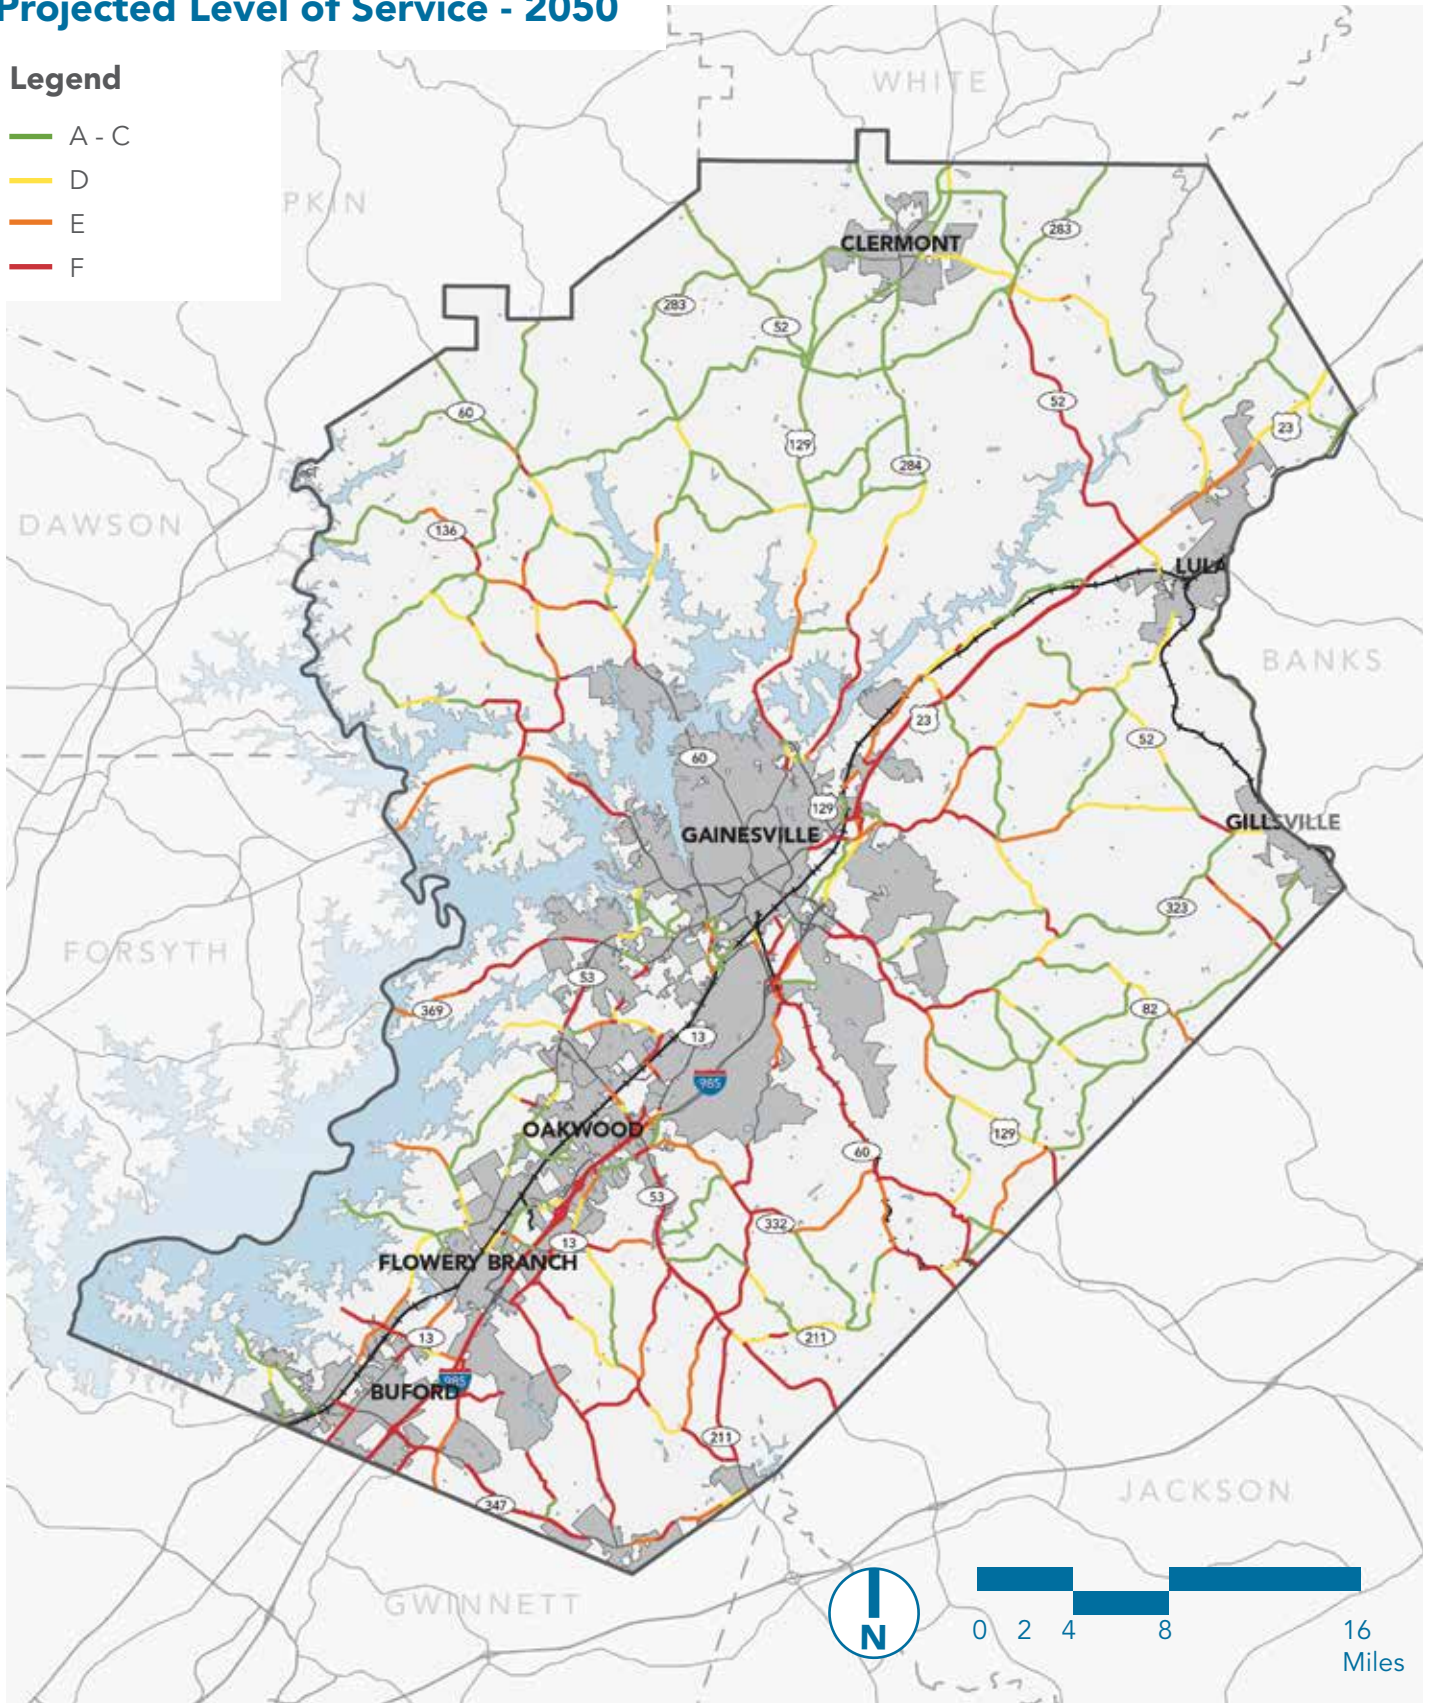 Projected Level of Service - 2050
Legend
A - C
D
E
F
WHITE
PKIN
CLERMONT
283
283
52
60
52
129
23
284
DAWSON
136
LULA
BANKS
23
52
60
129
GAINESVILLE
GILLSVILLE
323
FORSYTH
53
369
82
13
985
OAKWOOD
129
60
53
332
13
FLOWERY BRANCH
13
211
985
BUFORD
211
347
JACKSON
GWINNETT
N
0 2 4 8 16
Miles